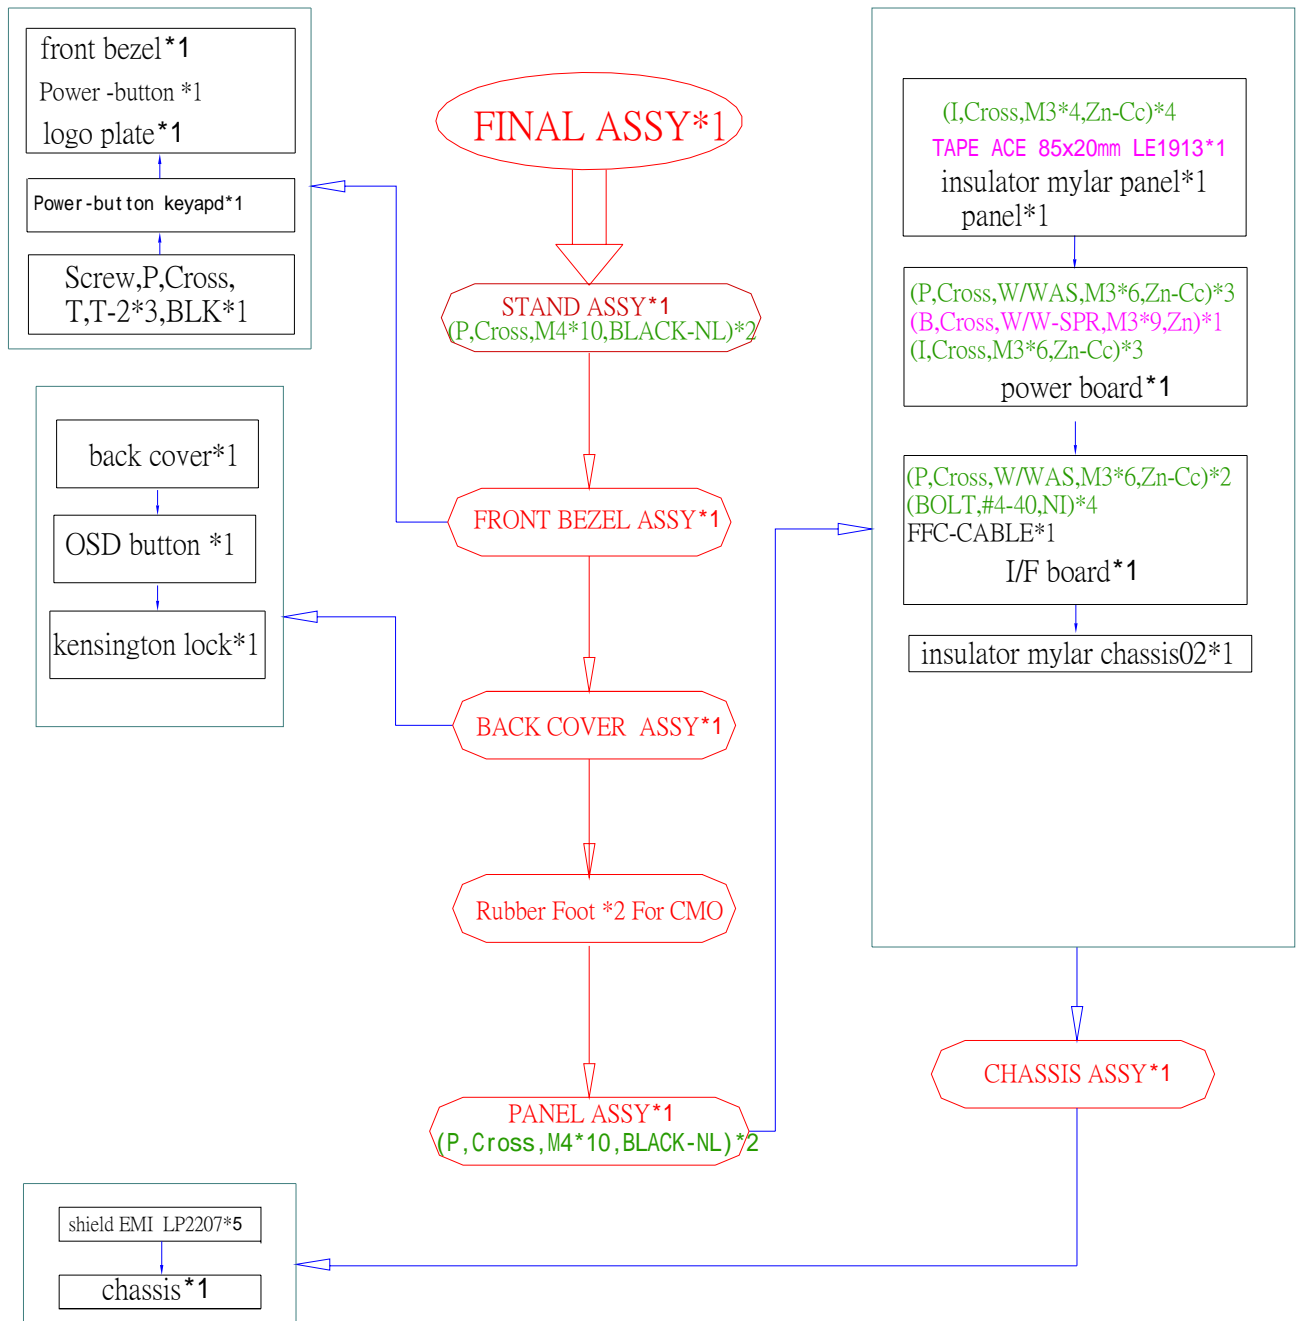 front bezel*1
Power -button *1
logo plate*1
Power-button keyapd*1
Screw,P,Cross,
T,T-2*3,BLK*1
back cover*1
OSD button *1
kensington lock*1
FINAL ASSY*1
STAND ASSY*1
(P,Cross,M4*10,BLACK-NL)*2
FRONT BEZEL ASSY*1
BACK COVER ASSY*1
Rubber Foot *2 For CMO
PANEL ASSY*1
(P,Cross,M4*10,BLACK-NL)*2
(I,Cross,M3*4,Zn-Cc)*4
TAPE ACE 85x20mm LE1913*1
insulator mylar panel*1
panel*1
(P,Cross,W/WAS,M3*6,Zn-Cc)*3
(B,Cross,W/W-SPR,M3*9,Zn)*1
(I,Cross,M3*6,Zn-Cc)*3
power board*1
(P,Cross,W/WAS,M3*6,Zn-Cc)*2
(BOLT,#4-40,NI)*4
FFC-CABLE*1
I/F board*1
insulator mylar chassis02*1
CHASSIS ASSY*1
shield EMI LP2207*5
chassis*1